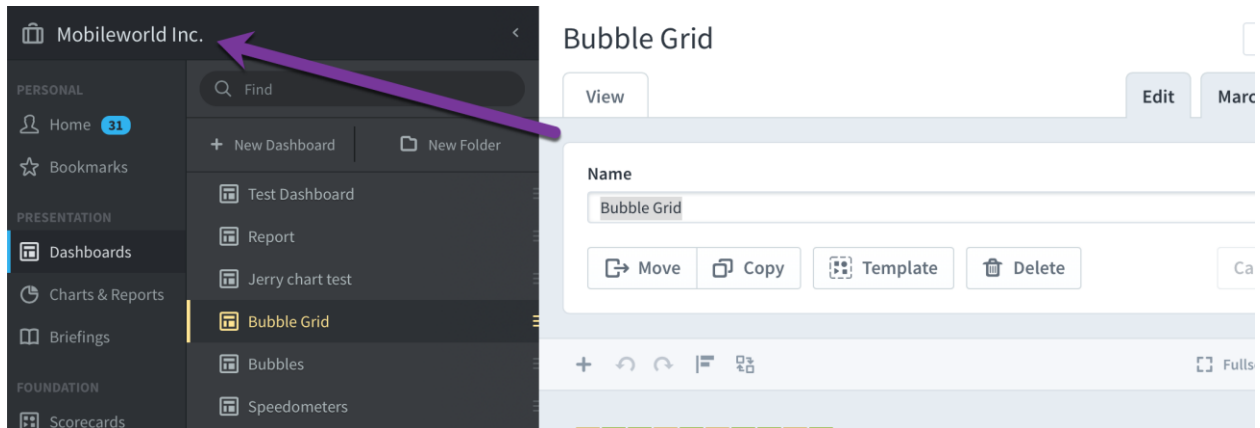 Mobileworld Inc.
PERSONAL
Home 31
Bookmarks
PRESENTATION
Dashboards
Charts & Reports
Briefings
FOUNDATION
Scorecards
Find
+ New Dashboard
New Folder
Test Dashboard
Report
Jerry chart test
Bubble Grid
Bubbles
Speedometers
Bubble Grid
View
Edit
Name
Bubble Grid
Move
Copy
Template
Delete